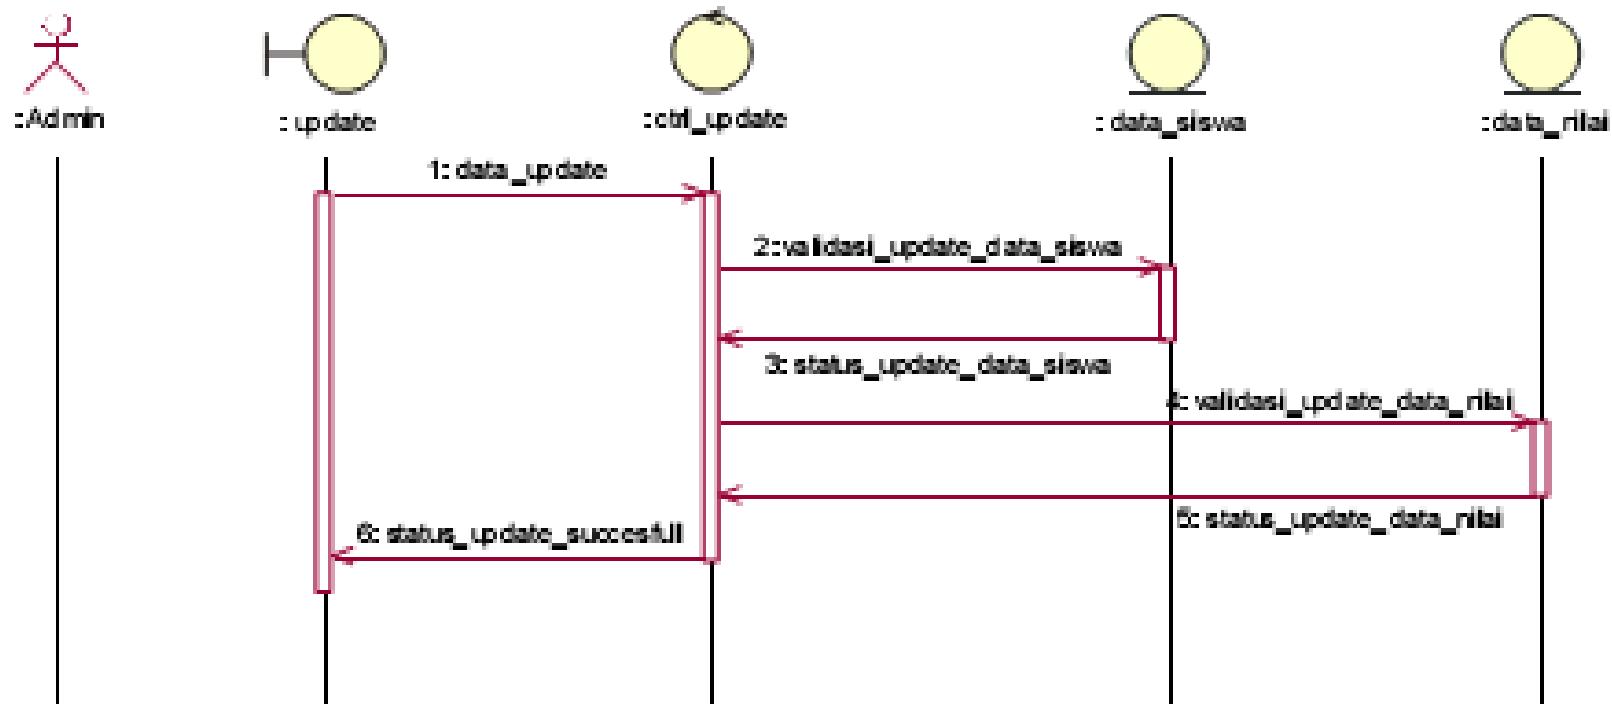 :Admin
: update
:ctrl_update
: data_siswa
:data_nilai
1: data_update
2:validasi_update_data_siswa
3: status_update_data_siswa
4: validasi_update_data_nilai
5: status_update_data_nilai
6: status_update_succesfull